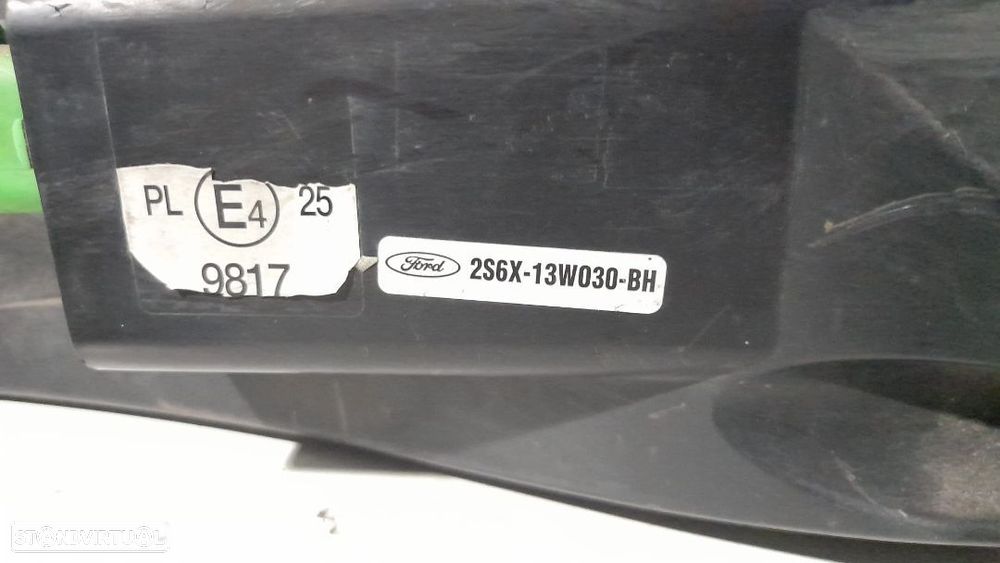 PL E4 25
9817
Ford 2S6X-13W030-BH
STANDVIRTUAL